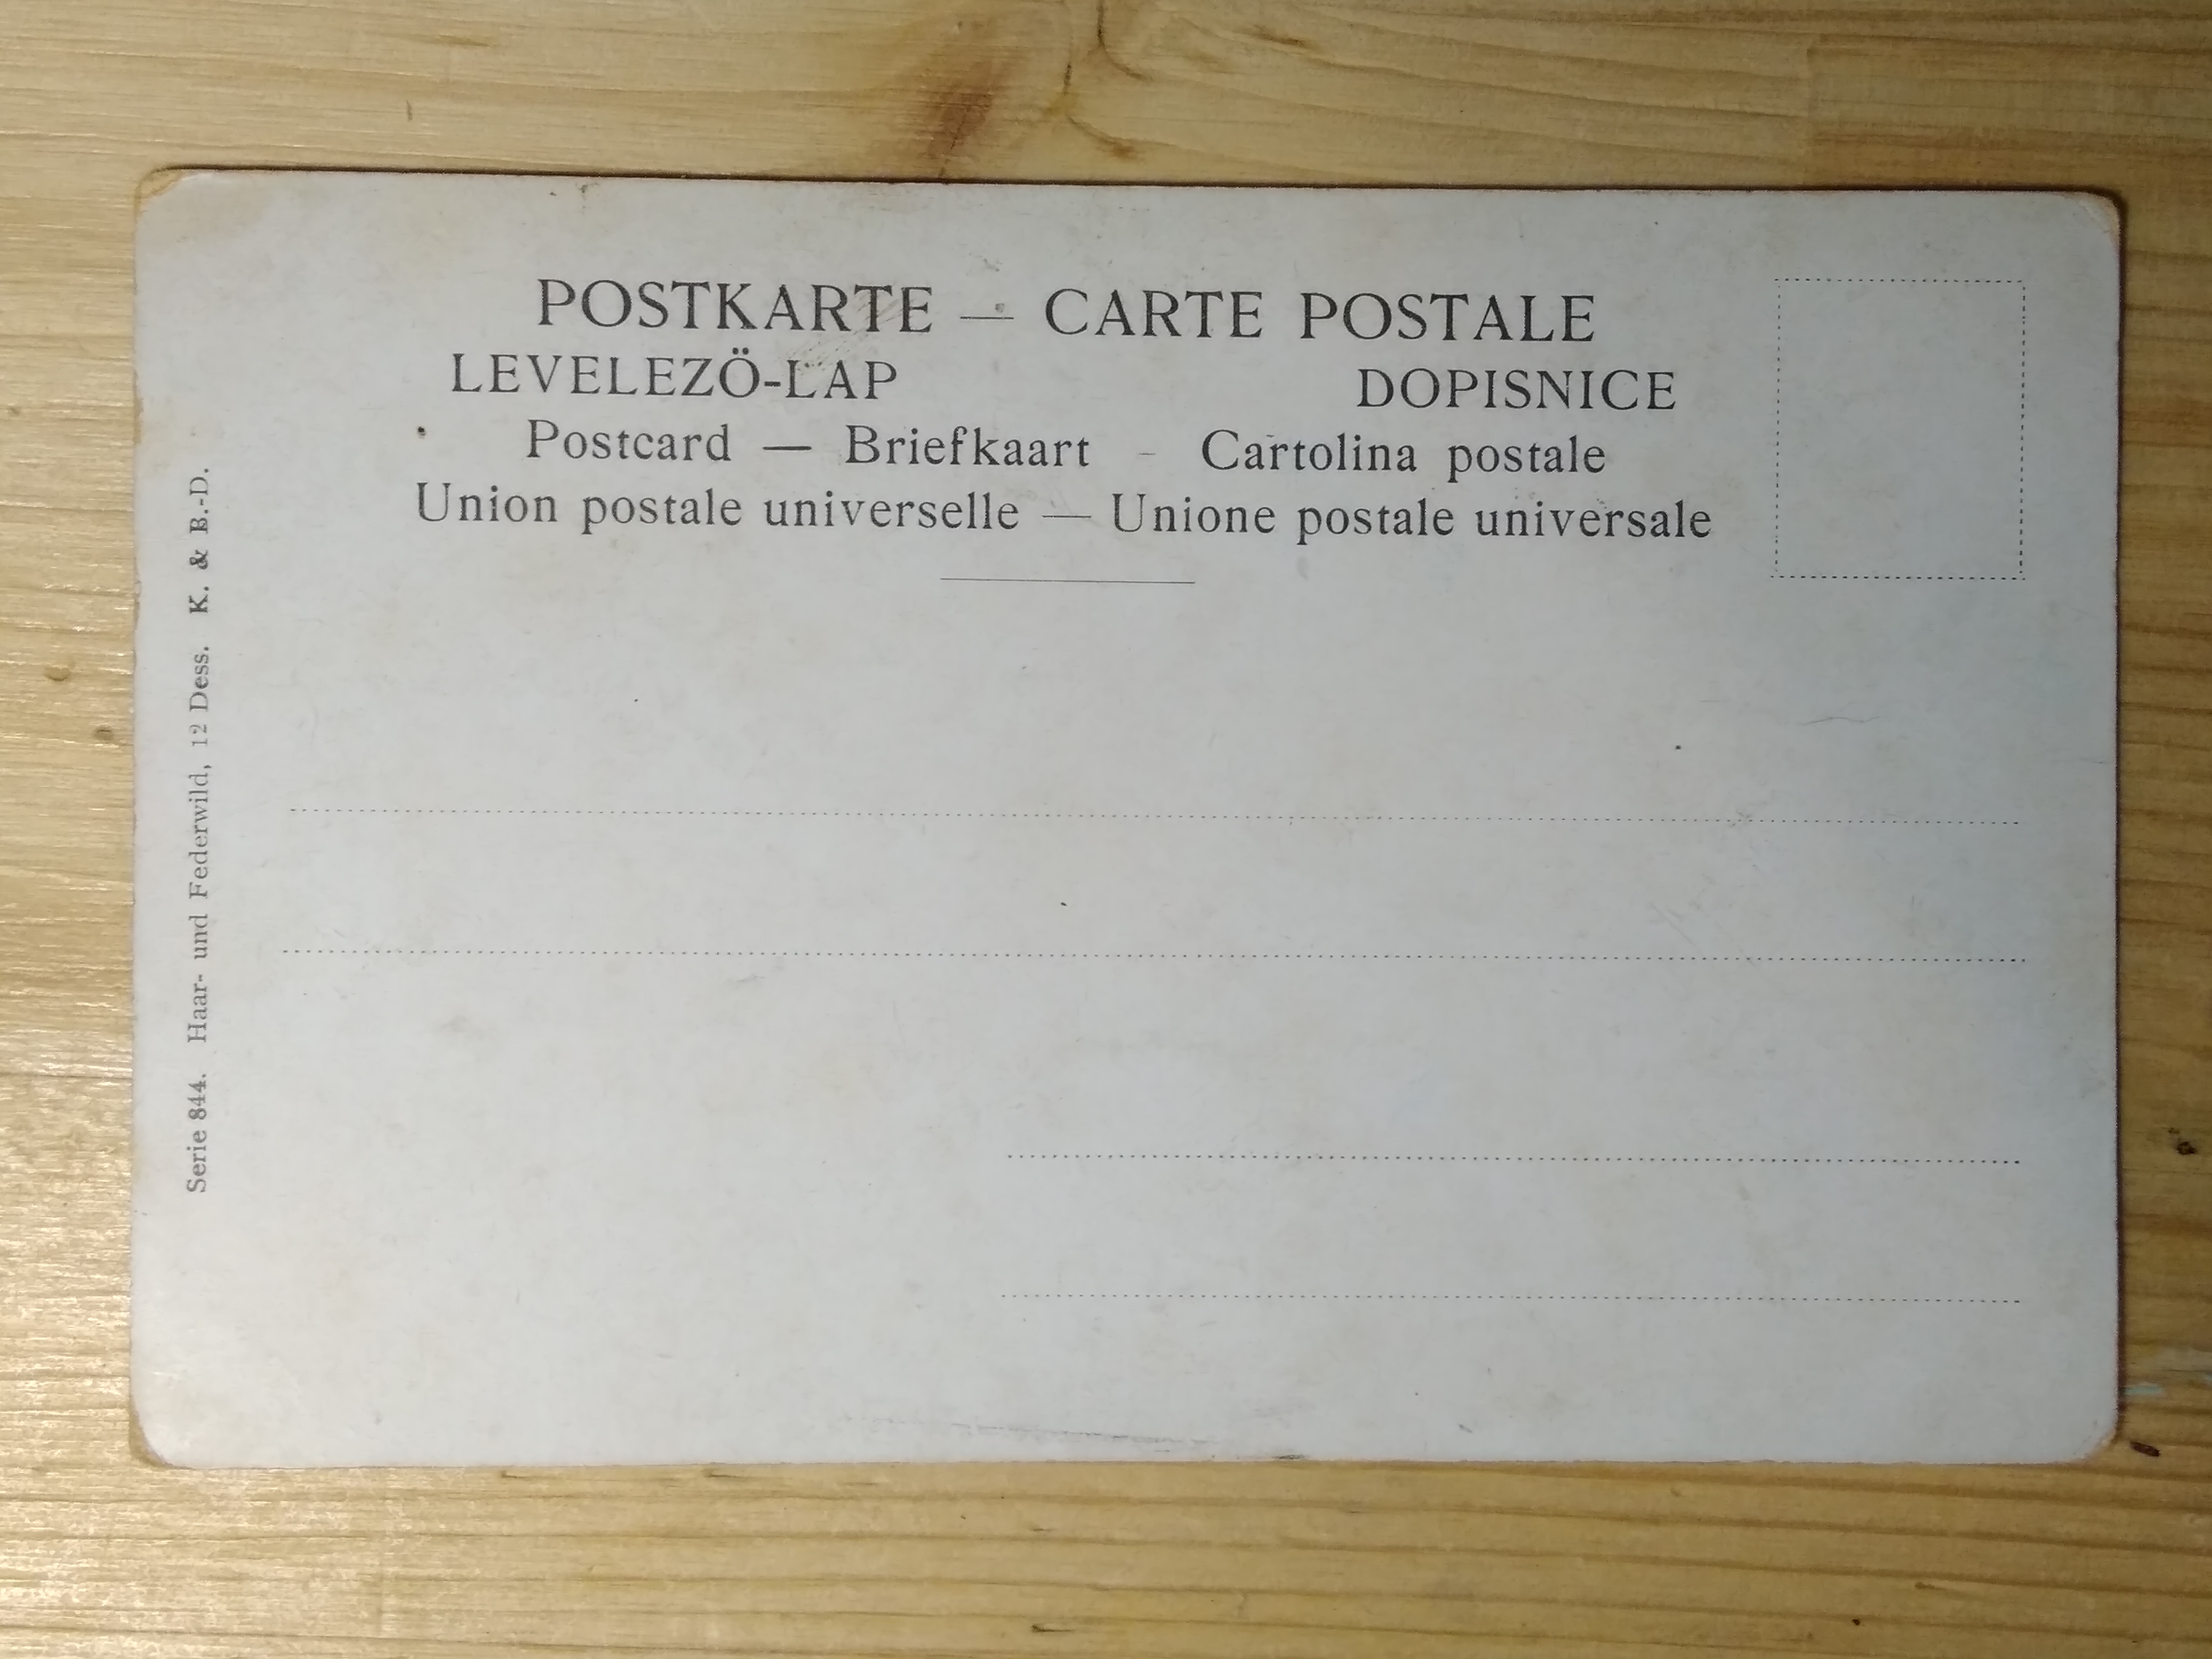 POSTKARTE — CARTE POSTALE
LEVELEZÖ-LAP DOPISNICE
Postcard — Briefkaart - Cartolina postale
Union postale universelle — Unione postale universale
Serie 844. Haar- und Federwild, 12 Dess. K. & B.-D.